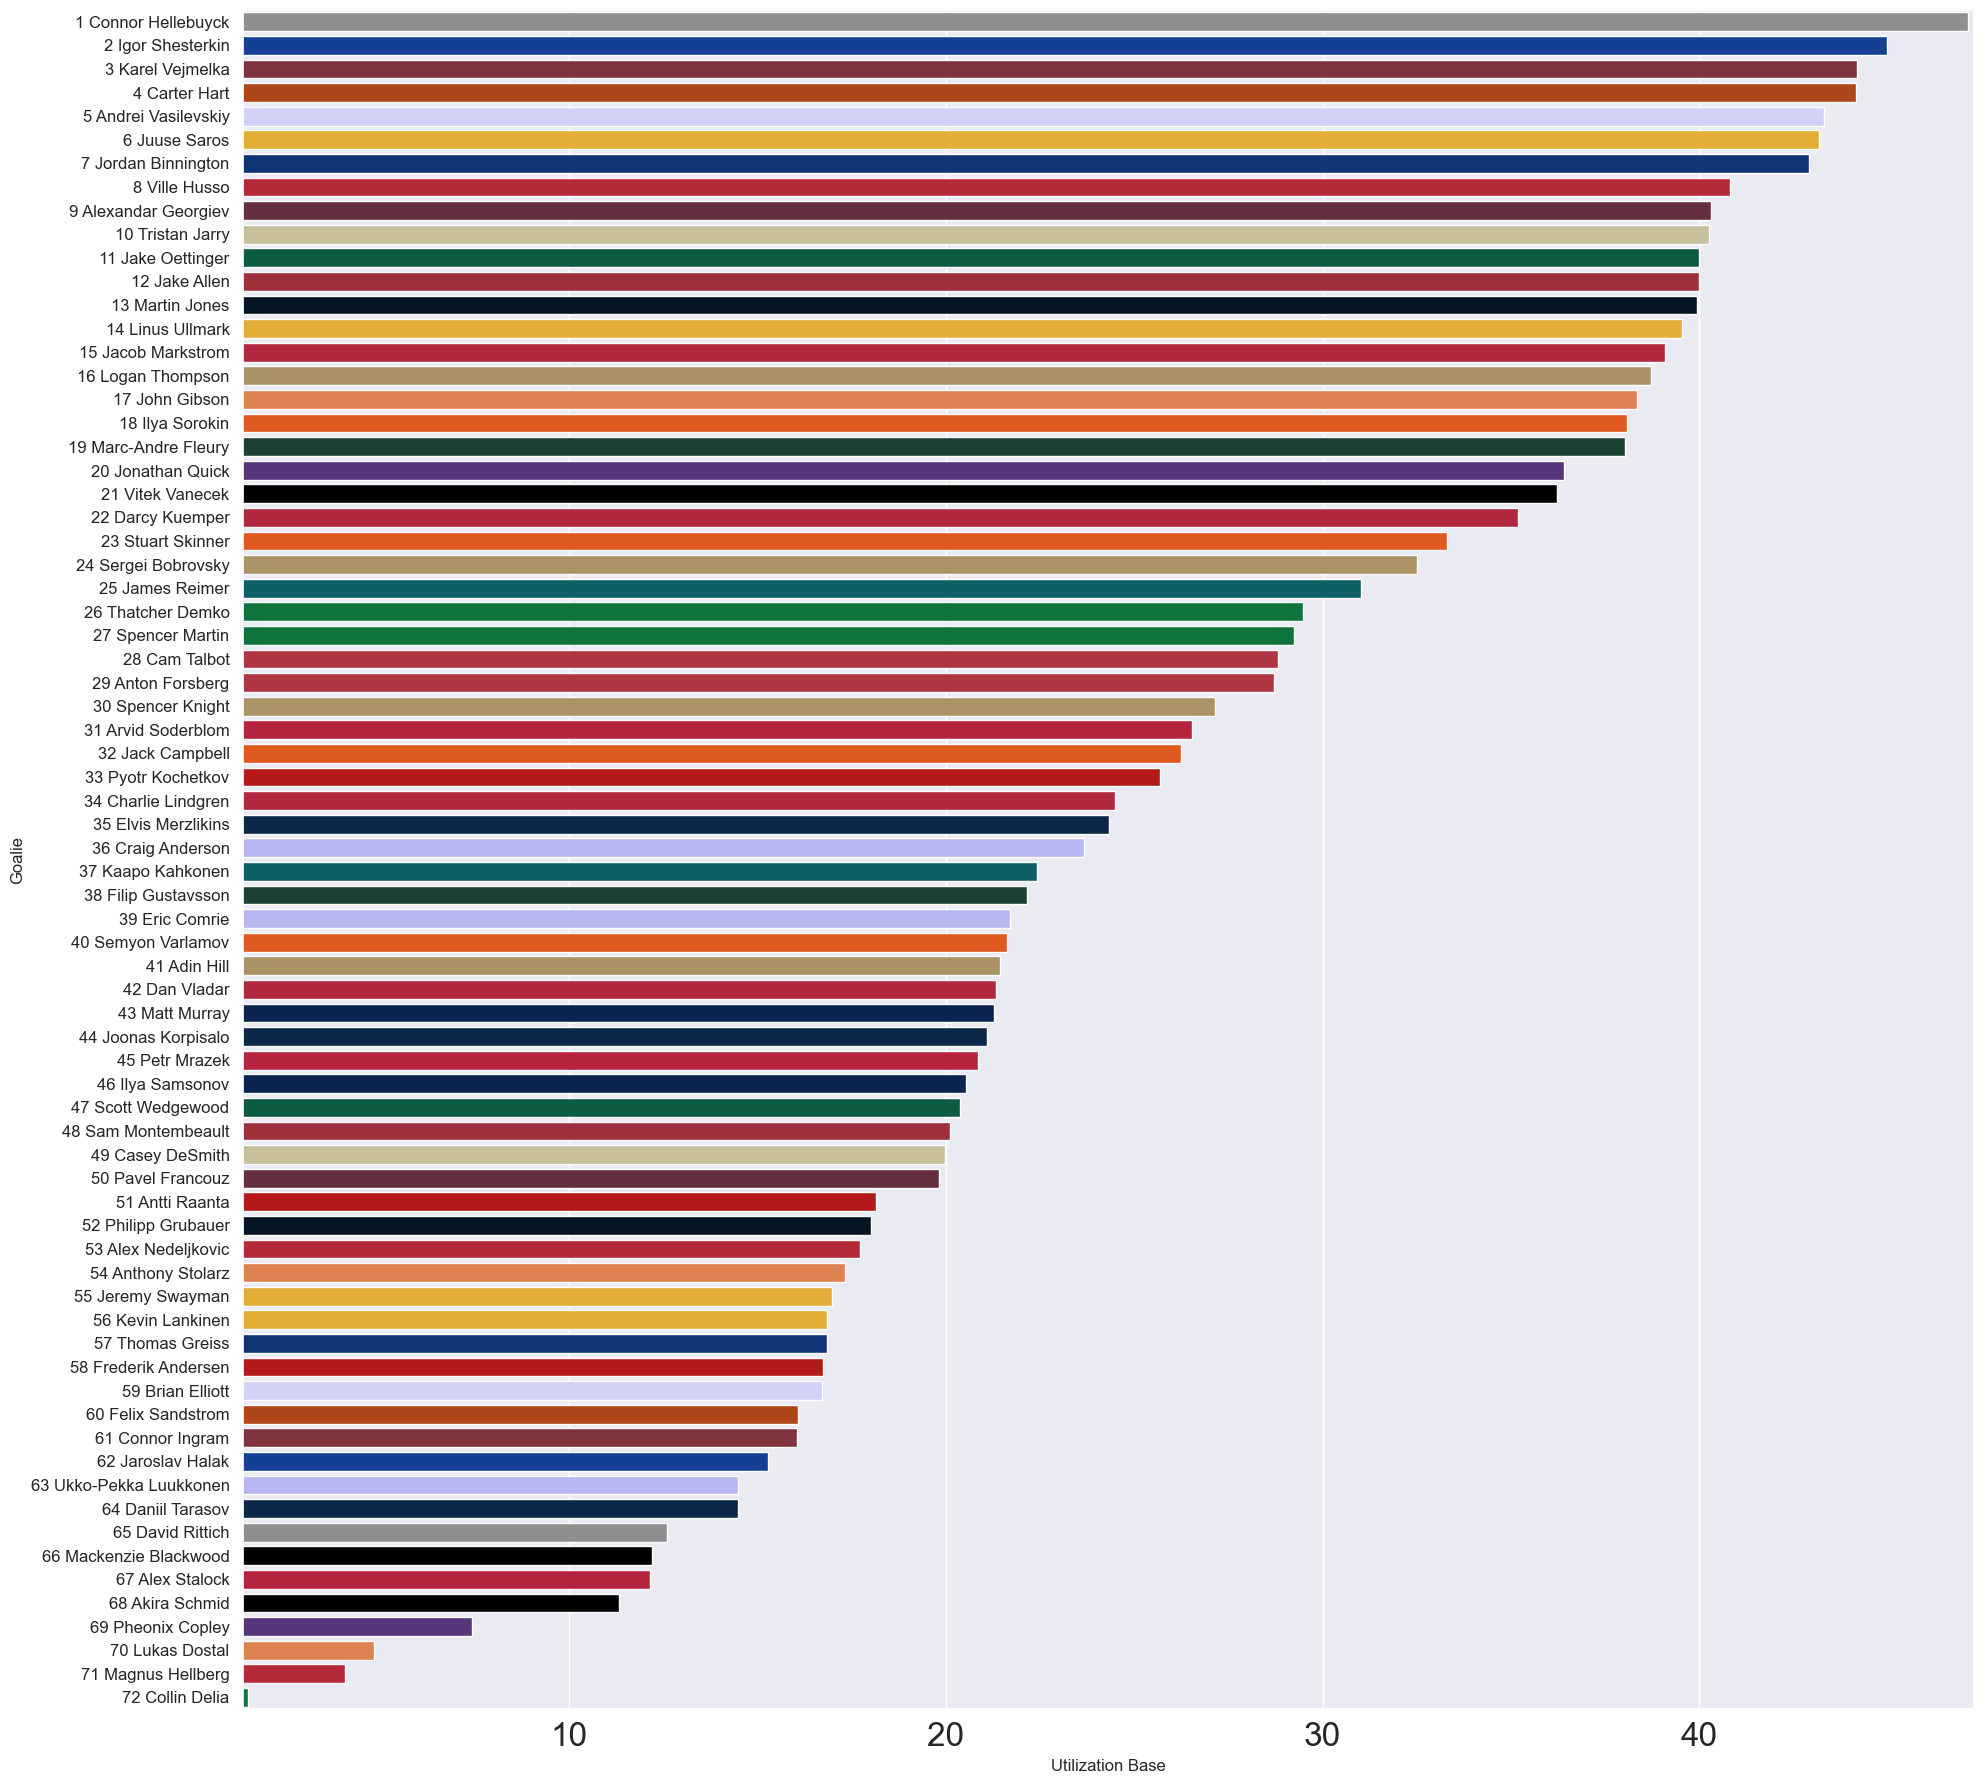 1 Connor Hellebuyck
2 Igor Shesterkin
3 Karel Vejmelka
4 Carter Hart
5 Andrei Vasilevskiy
6 Juuse Saros
7 Jordan Binnington
8 Ville Husso
9 Alexandar Georgiev
10 Tristan Jarry
11 Jake Oettinger
12 Jake Allen
13 Martin Jones
14 Linus Ullmark
15 Jacob Markstrom
16 Logan Thompson
17 John Gibson
18 Ilya Sorokin
19 Marc-Andre Fleury
20 Jonathan Quick
21 Vitek Vanecek
22 Darcy Kuemper
23 Stuart Skinner
24 Sergei Bobrovsky
25 James Reimer
26 Thatcher Demko
27 Spencer Martin
28 Cam Talbot
29 Anton Forsberg
30 Spencer Knight
31 Arvid Soderblom
32 Jack Campbell
33 Pyotr Kochetkov
34 Charlie Lindgren
35 Elvis Merzlikins
36 Craig Anderson
37 Kaapo Kahkonen
38 Filip Gustavsson
39 Eric Comrie
40 Semyon Varlamov
41 Adin Hill
42 Dan Vladar
43 Matt Murray
44 Joonas Korpisalo
45 Petr Mrazek
46 Ilya Samsonov
47 Scott Wedgewood
48 Sam Montembeault
49 Casey DeSmith
50 Pavel Francouz
51 Antti Raanta
52 Philipp Grubauer
53 Alex Nedeljkovic
54 Anthony Stolarz
55 Jeremy Swayman
56 Kevin Lankinen
57 Thomas Greiss
58 Frederik Andersen
59 Brian Elliott
60 Felix Sandstrom
61 Connor Ingram
62 Jaroslav Halak
63 Ukko-Pekka Luukkonen
64 Daniil Tarasov
65 David Rittich
66 Mackenzie Blackwood
67 Alex Stalock
68 Akira Schmid
69 Pheonix Copley
70 Lukas Dostal
71 Magnus Hellberg
72 Collin Delia
Goalie
10 20 30 40
Utilization Base